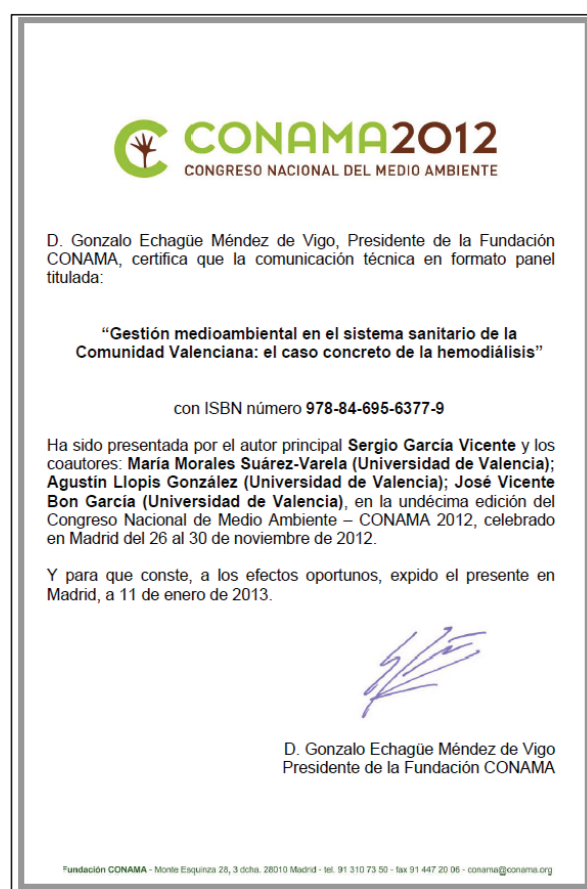 CONAMA2012
CONGRESO NACIONAL DEL MEDIO AMBIENTE
D. Gonzalo Echagüe Méndez de Vigo, Presidente de la Fundación
CONAMA, certifica que la comunicación técnica en formato panel
titulada:
“Gestión medioambiental en el sistema sanitario de la
Comunidad Valenciana: el caso concreto de la hemodiálisis”
con ISBN número 978-84-695-6377-9
Ha sido presentada por el autor principal Sergio García Vicente y los
coautores: María Morales Suárez-Varela (Universidad de Valencia);
Agustín Llopis González (Universidad de Valencia); José Vicente
Bon García (Universidad de Valencia), en la undécima edición del
Congreso Nacional de Medio Ambiente – CONAMA 2012, celebrado
en Madrid del 26 al 30 de noviembre de 2012.
Y para que conste, a los efectos oportunos, expido el presente en
Madrid, a 11 de enero de 2013.
D. Gonzalo Echagüe Méndez de Vigo
Presidente de la Fundación CONAMA
Fundación CONAMA - Monte Esquinza 28, 3 dcha. 28010 Madrid - tel. 91 310 73 50 - fax 91 447 20 06 - conama@conama.org